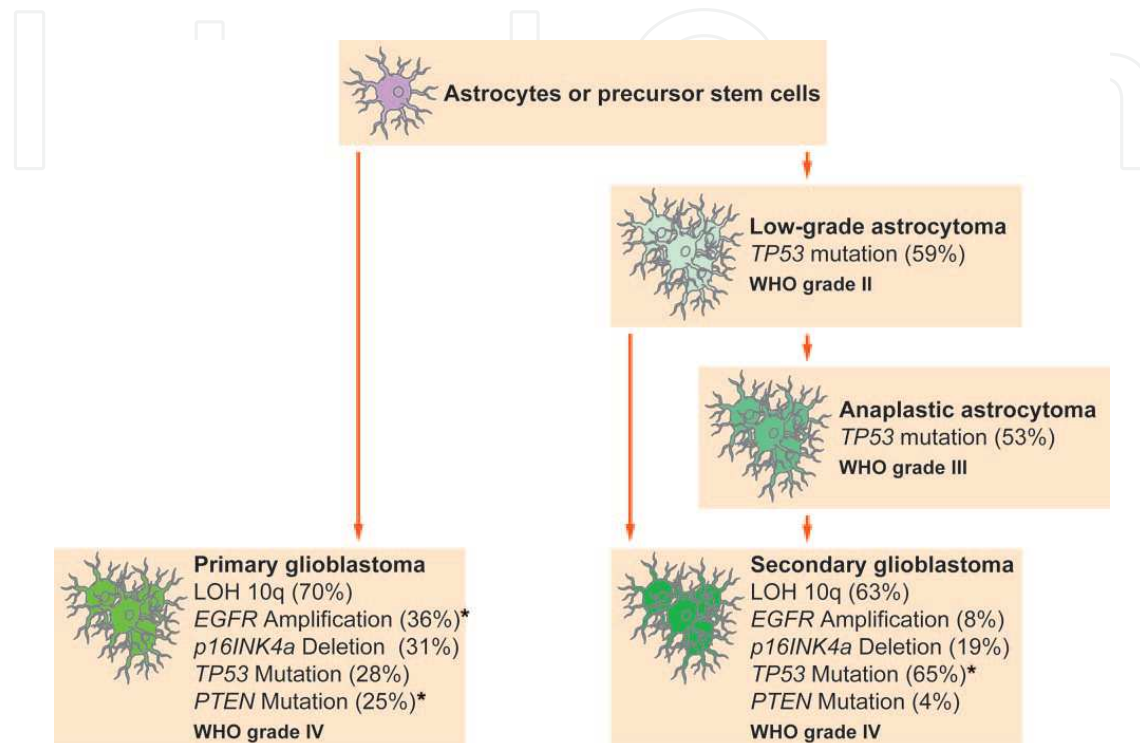 Astrocytes or precursor stem cells
Low-grade astrocytoma
TP53 mutation (59%)
WHO grade II
Anaplastic astrocytoma
TP53 mutation (53%)
WHO grade III
Primary glioblastoma
LOH 10q (70%)
EGFR Amplification (36%)*
p16INK4a Deletion (31%)
TP53 Mutation (28%)
PTEN Mutation (25%)*
WHO grade IV
Secondary glioblastoma
LOH 10q (63%)
EGFR Amplification (8%)
p16INK4a Deletion (19%)
TP53 Mutation (65%)*
PTEN Mutation (4%)
WHO grade IV